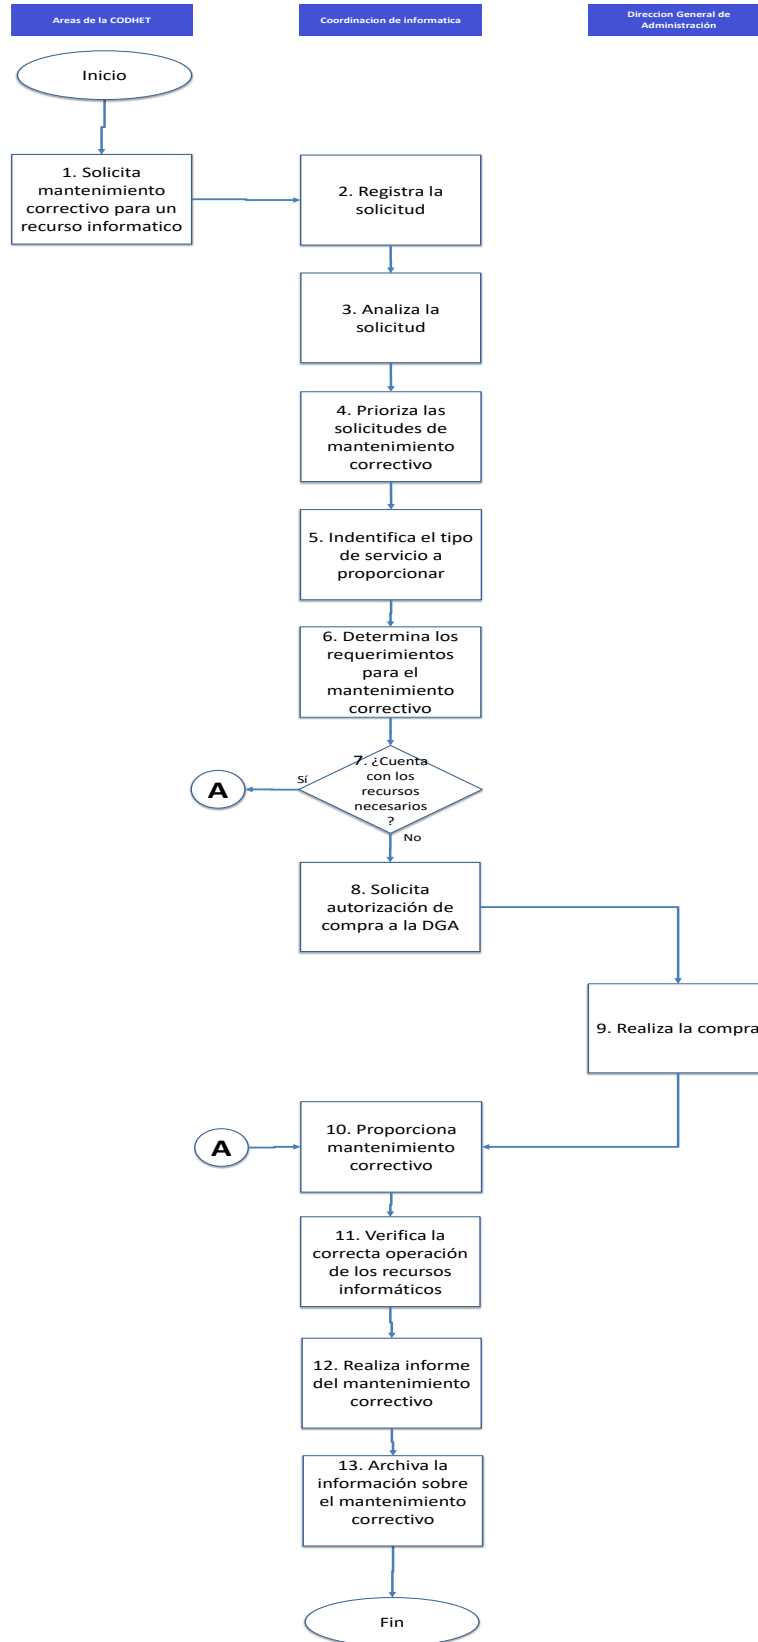 Areas de la CODHET
Coordinacion de informatica
Direccion General de
Administración
Inicio
1. Solicita
mantenimiento
correctivo para un
recurso informatico
2. Registra la
solicitud
3. Analiza la
solicitud
4. Prioriza las
solicitudes de
mantenimiento
correctivo
5. Indentifica el tipo
de servicio a
proporcionar
6. Determina los
requerimientos
para el
mantenimiento
correctivo
7. ¿Cuenta
con los
recursos
necesarios
?
Sí
A
No
8. Solicita
autorización de
compra a la DGA
9. Realiza la compra
10. Proporciona
mantenimiento
correctivo
A
11. Verifica la
correcta operación
de los recursos
informáticos
12. Realiza informe
del mantenimiento
correctivo
13. Archiva la
información sobre
el mantenimiento
correctivo
Fin